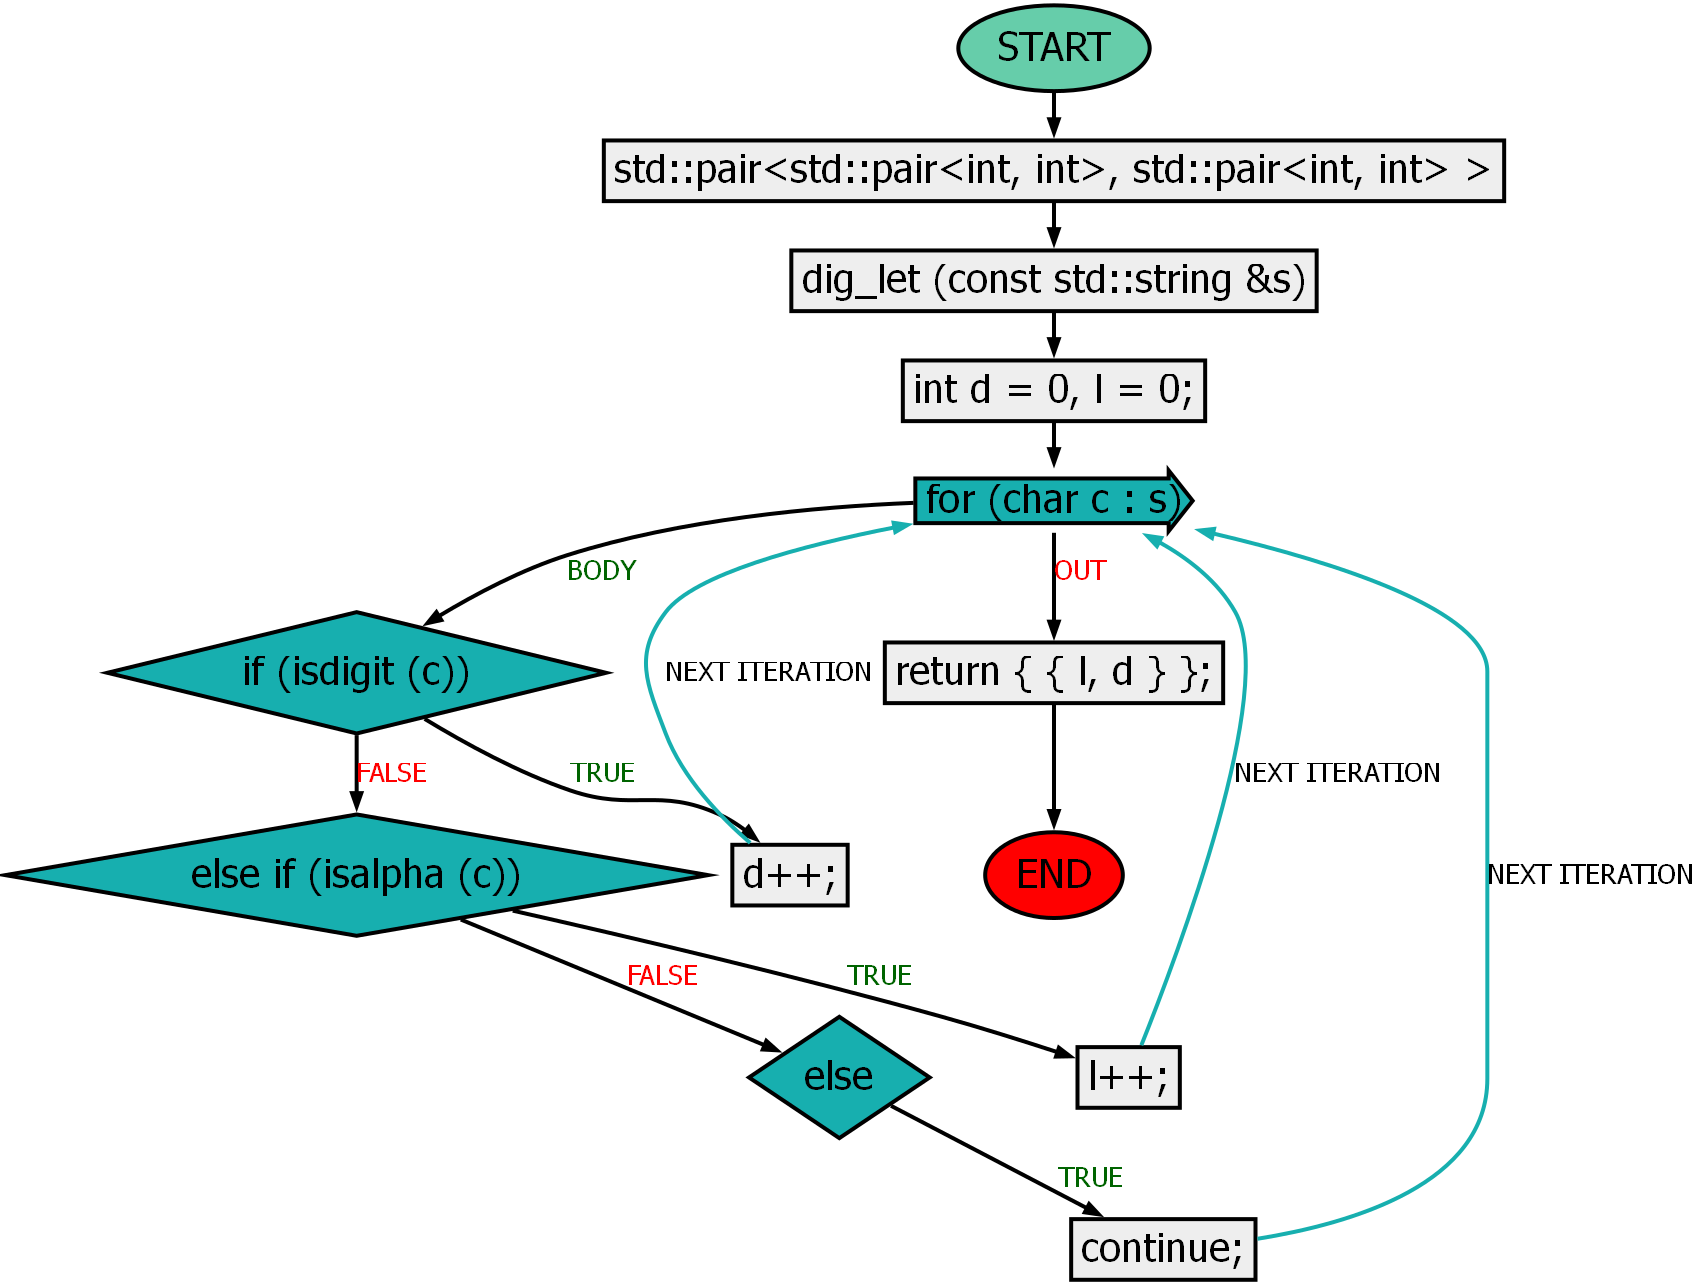 START
std::pair<std::pair<int, int>, std::pair<int, int> >
dig_let (const std::string &s)
int d = 0, l = 0;
for (char c : s)
BODY
OUT
if (isdigit (c))
NEXT ITERATION
return { { l, d } };
FALSE
TRUE
NEXT ITERATION
else if (isalpha (c))
d++;
END
NEXT ITERATION
FALSE
TRUE
else
l++;
TRUE
continue;